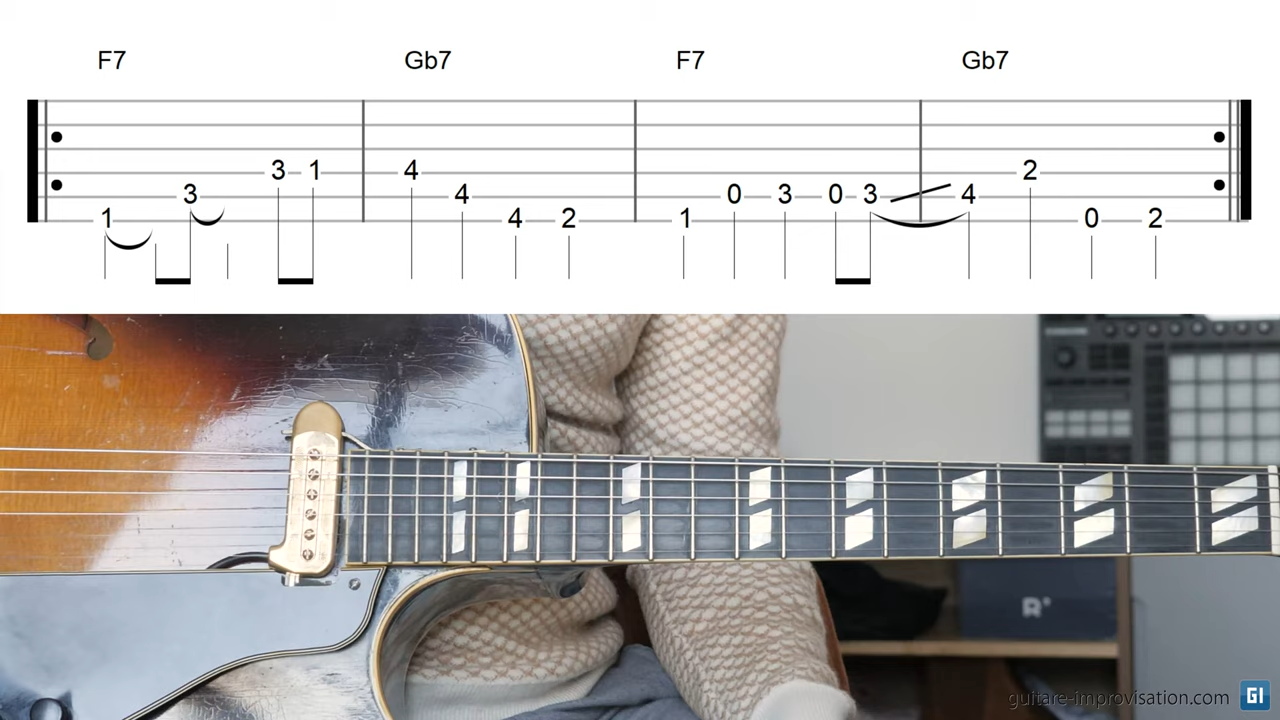 F7 Gb7 F7 Gb7
3 1 4 2
3 4 0 3 0 3 4
1 4 2 1 0 2
R°
guitare-improvisation.com GI